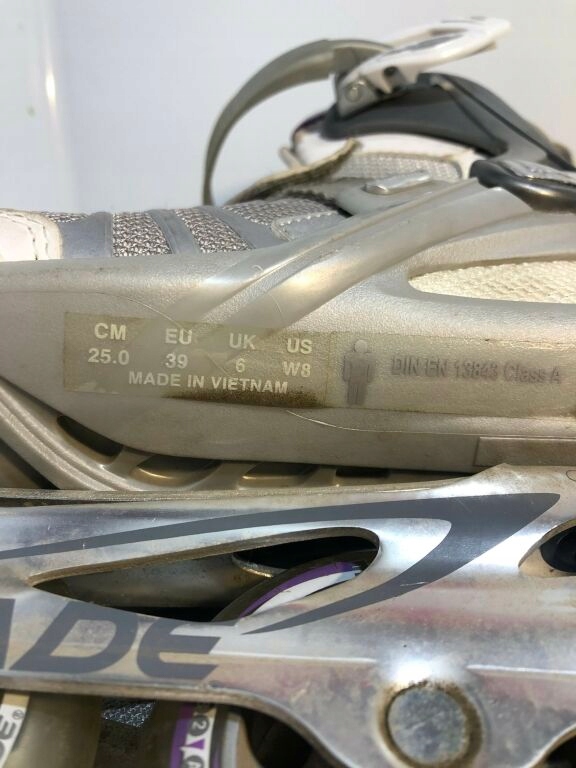 CM EU UK US
25.0 39 6 W8
MADE IN VIETNAM
DIN EN 13843 Class A
ADE